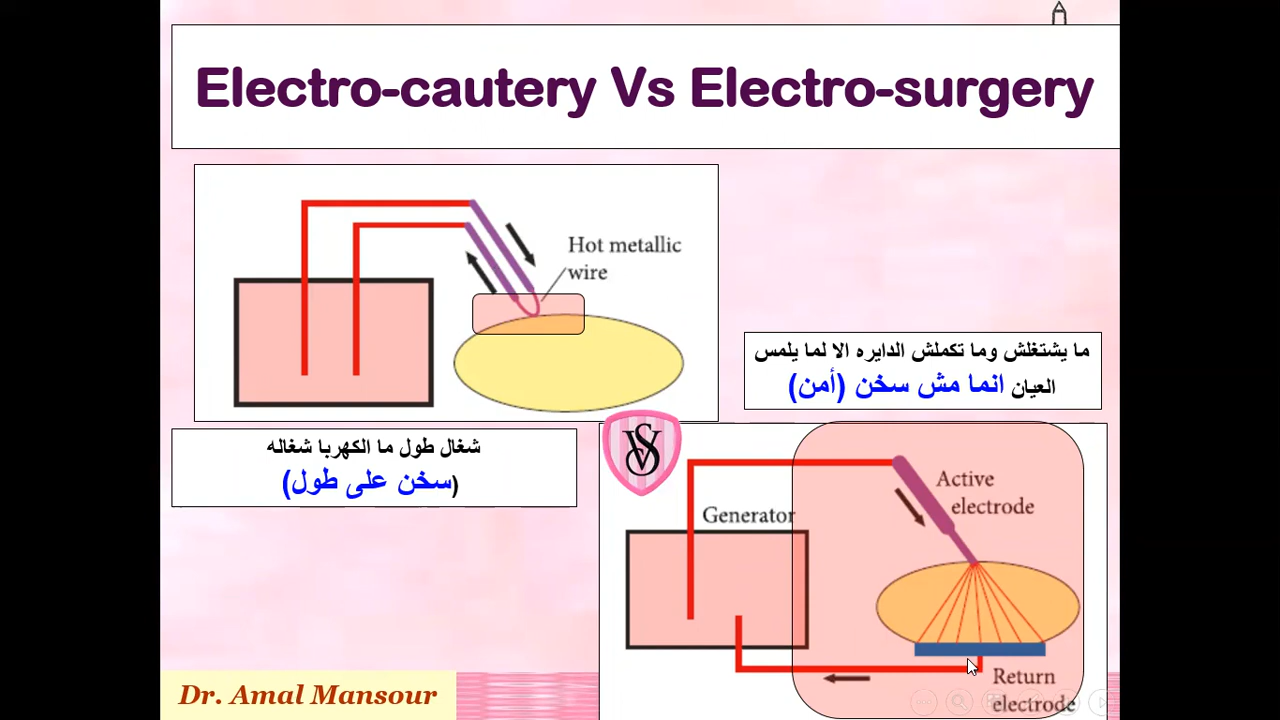 Electro-cautery Vs Electro-surgery
Hot metallic
wire
ما يشتغلش وما تكملش الدايره الا لما يلمس
العيان انما مش سخن (أمن)
شغال طول ما الكهربا شغاله
(سخن على طول)
VS
Active
electrode
Generator
Return
electrode
Dr. Amal Mansour